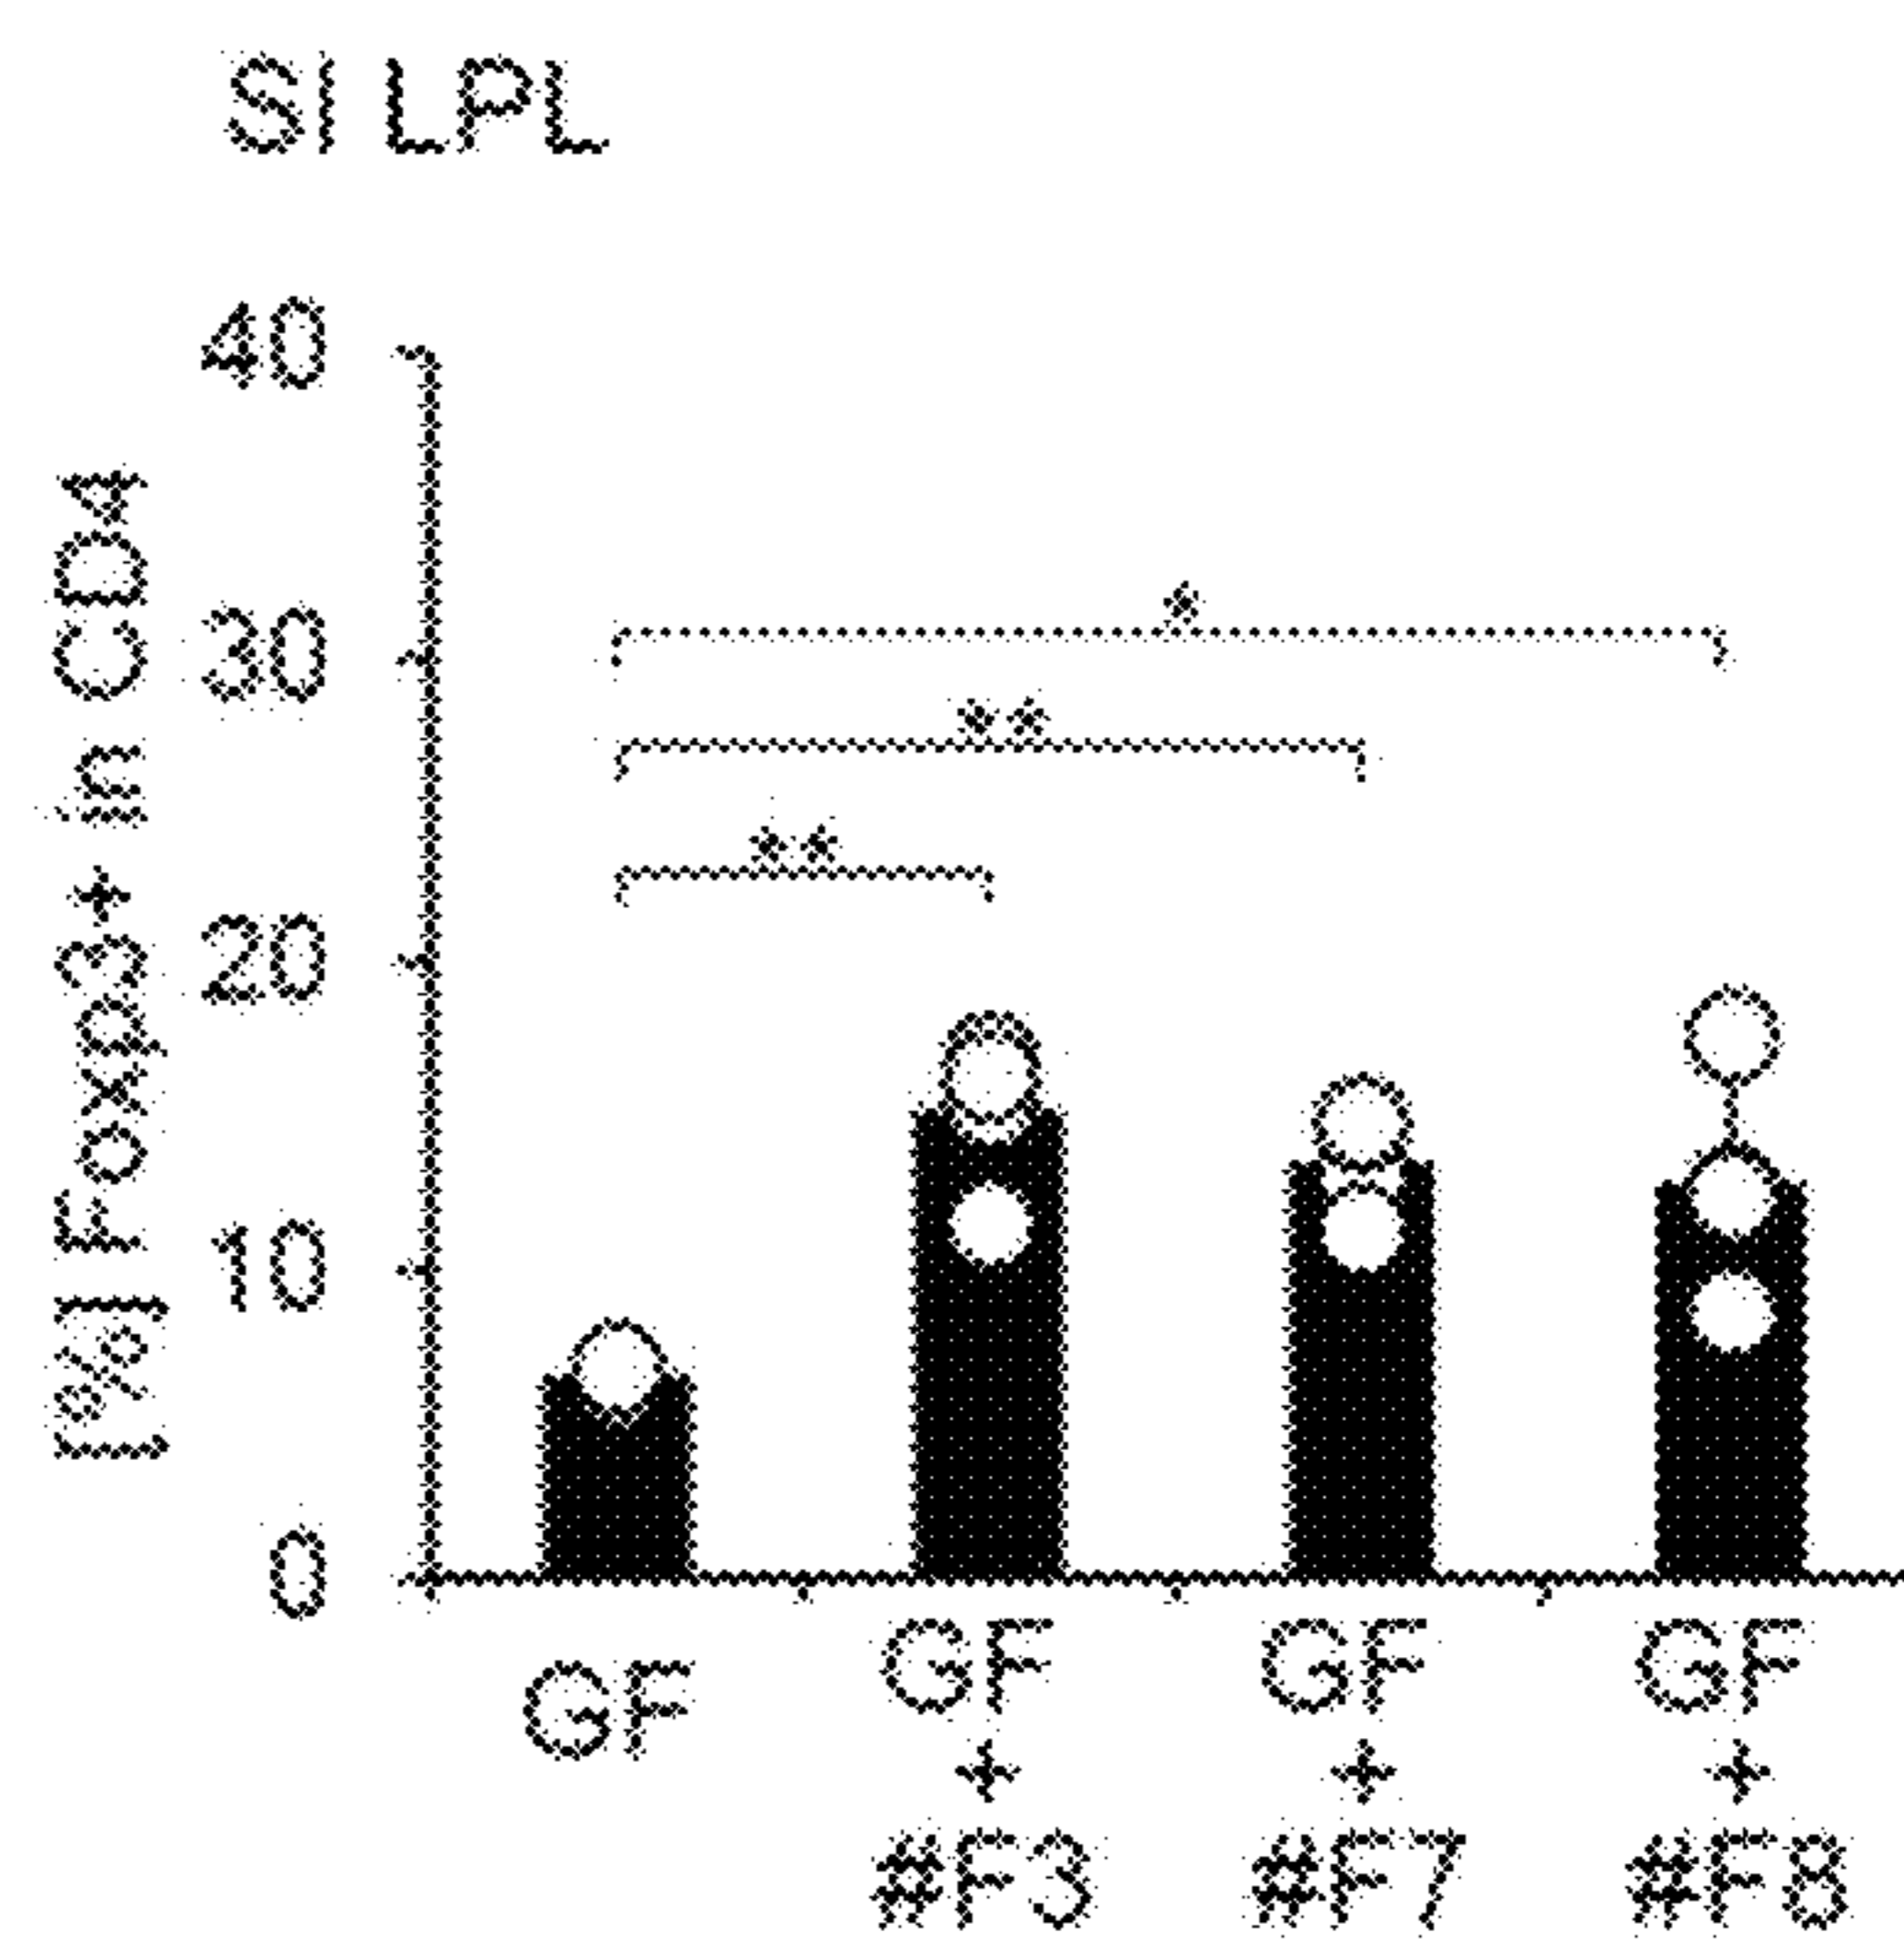 SI LPL
[%] Foxp3+ in CD4
40
30
20
10
0
*
**
**
GF
GF
+
#F3
GF
+
#F7
GF
+
#F8